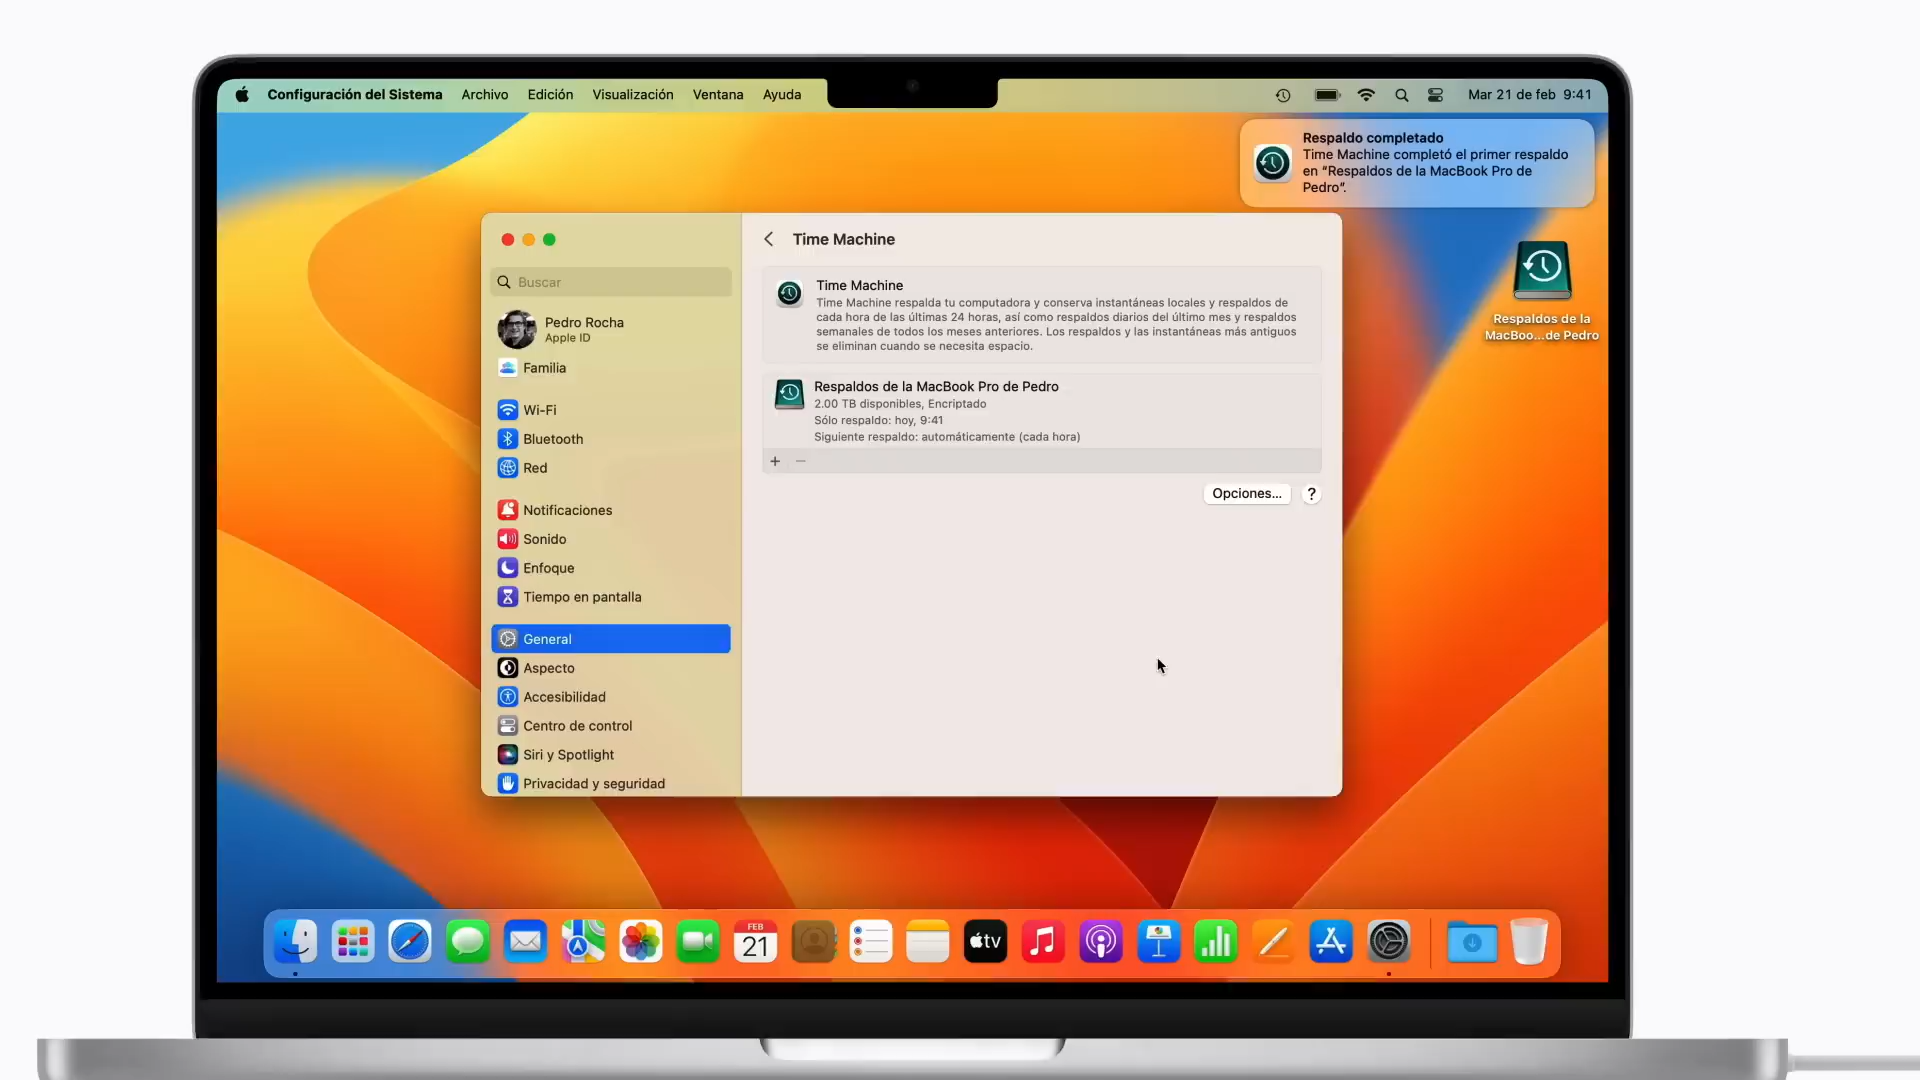 Configuración del Sistema Archivo Edición Visualización Ventana Ayuda
Mar 21 de feb 9:41
Respaldo completado
Time Machine completó el primer respaldo
en “Respaldos de la MacBook Pro de
Pedro”.
Respaldos de la
MacBoo...de Pedro
Buscar
Pedro Rocha
Apple ID
Familia
Wi-Fi
Bluetooth
Red
Notificaciones
Sonido
Enfoque
Tiempo en pantalla
General
Aspecto
Accesibilidad
Centro de control
Siri y Spotlight
Privacidad y seguridad
Time Machine
Time Machine
Time Machine respalda tu computadora y conserva instantáneas locales y respaldos de
cada hora de las últimas 24 horas, así como respaldos diarios del último mes y respaldos
semanales de todos los meses anteriores. Los respaldos y las instantáneas más antiguos
se eliminan cuando se necesita espacio.
Respaldos de la MacBook Pro de Pedro
2.00 TB disponibles, Encriptado
Sólo respaldo: hoy, 9:41
Siguiente respaldo: automáticamente (cada hora)
+ −
Opciones... ?
FEB
21
tv